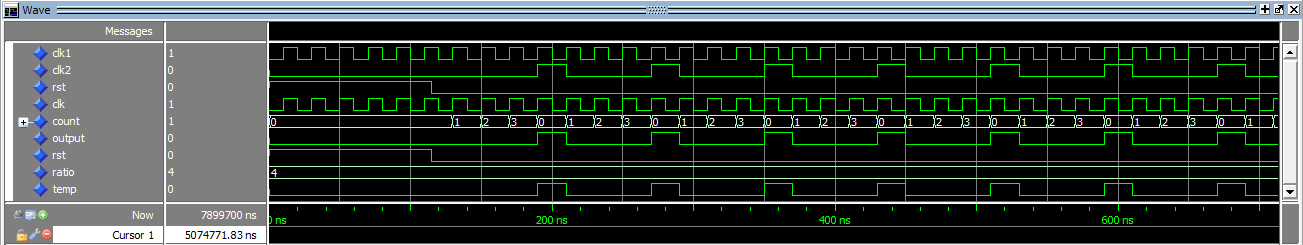 Wave
Messages
clk1 1
clk2 0
rst 0
clk 1
count 1 0 1 2 3 0 1 2 3 0 1 2 3 0 1 2 3 0 1 2 3 0 1 2 3 0 1 2 3 0 1
output 0
rst 0
ratio 4 4
temp 0
Now 7899700 ns ns 200 ns 400 ns 600 ns
Cursor 1 5074771.83 ns